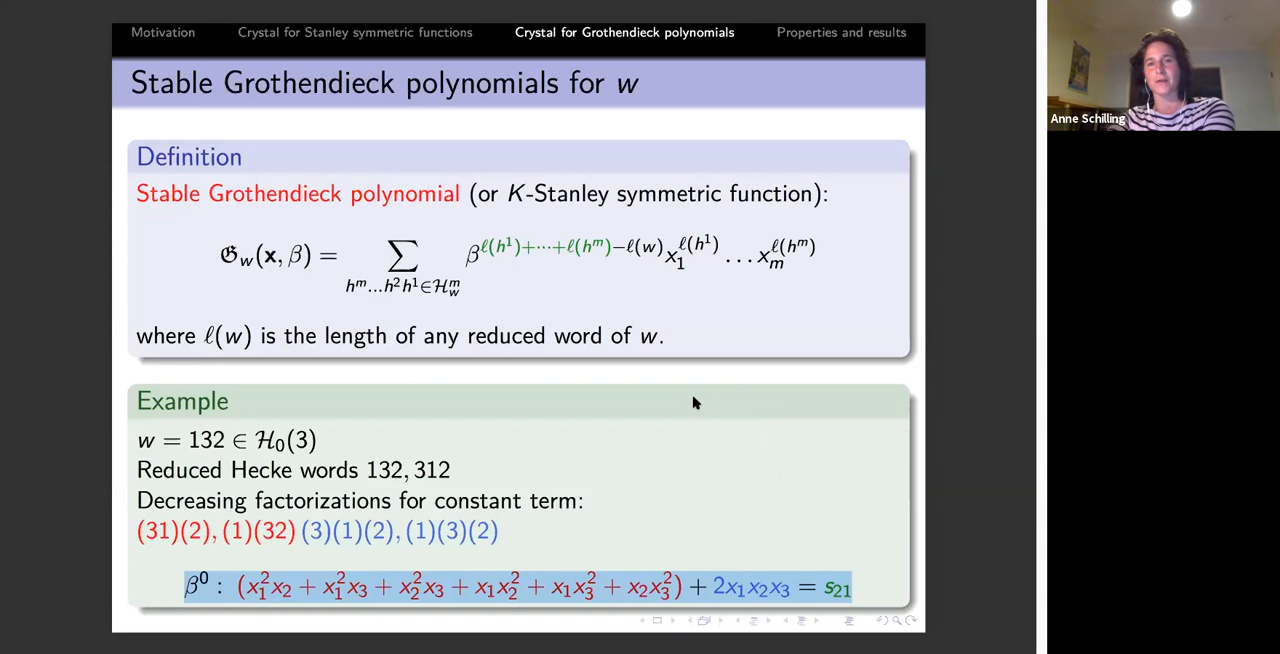 Motivation Crystal for Stanley symmetric functions Crystal for Grothendieck polynomials Properties and results
Stable Grothendieck polynomials for w
Definition
Stable Grothendieck polynomial (or K-Stanley symmetric function):
𝔊_w(x, β) = ∑_{h^m…h^2h^1∈ℋ_w^m} β^{ℓ(h^1)+⋯+ℓ(h^m)−ℓ(w)} x_1^{ℓ(h^1)} … x_m^{ℓ(h^m)}
where ℓ(w) is the length of any reduced word of w.
Example
w = 132 ∈ ℋ_0(3)
Reduced Hecke words 132, 312
Decreasing factorizations for constant term:
(31)(2), (1)(32) (3)(1)(2), (1)(3)(2)
β^0 : (x_1^2x_2 + x_1^2x_3 + x_2^2x_3 + x_1x_2^2 + x_1x_3^2 + x_2x_3^2) + 2x_1x_2x_3 = s_{21}
Anne Schilling